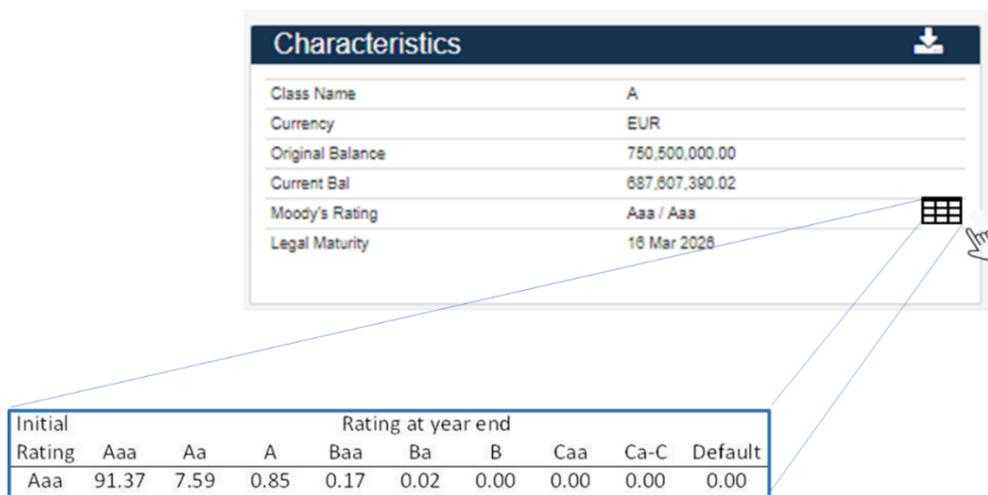 Characteristics
Class Name A
Currency EUR
Original Balance 750,500,000.00
Current Bal 687,607,390.02
Moody's Rating Aaa / Aaa
Legal Maturity 16 Mar 2026
Initial Rating at year end
Rating Aaa Aa A Baa Ba B Caa Ca-C Default
Aaa 91.37 7.59 0.85 0.17 0.02 0.00 0.00 0.00 0.00